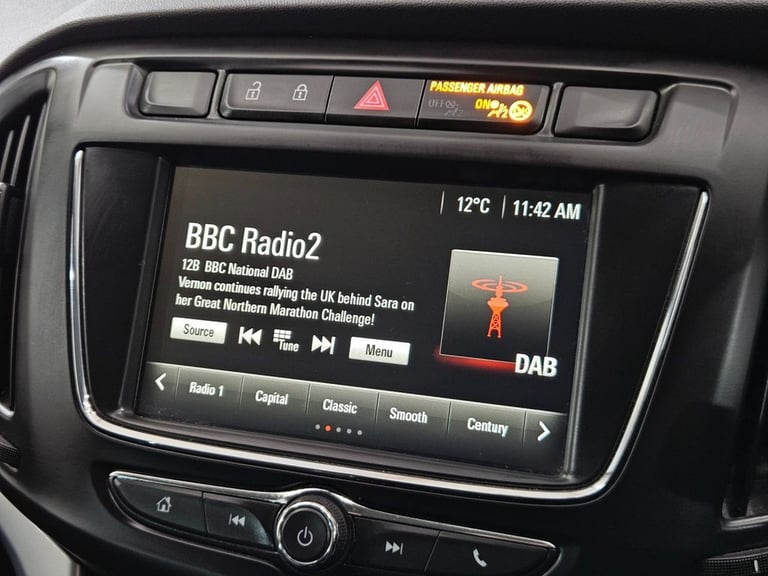 PASSENGER AIRBAG
OFF ON
12°C 11:42 AM
BBC Radio2
12B BBC National DAB
Vernon continues rallying the UK behind Sara on
her Great Northern Marathon Challenge!
Source Tune Menu
DAB
Radio 1 Capital Classic Smooth Century